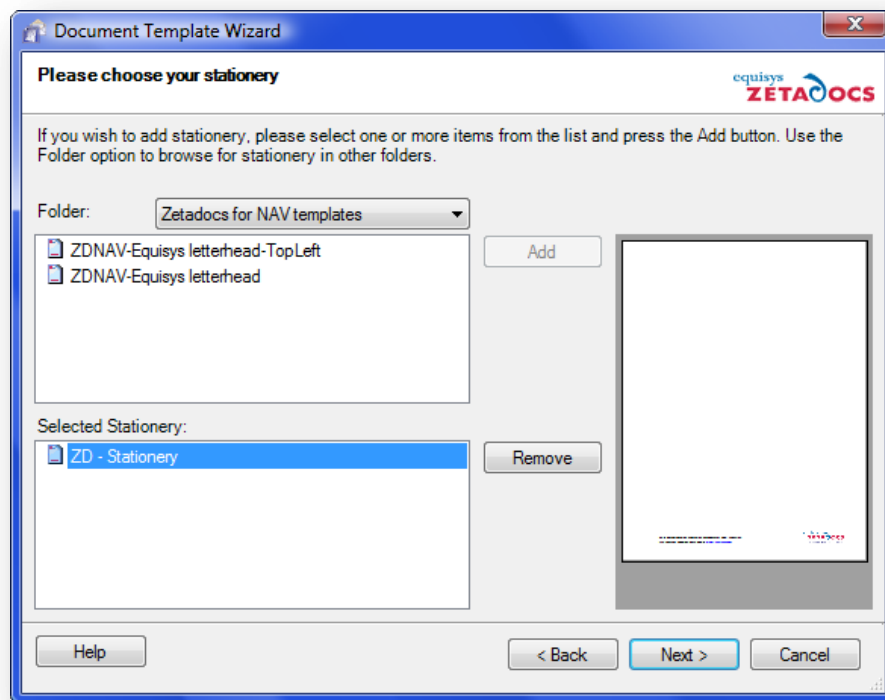 Document Template Wizard
Please choose your stationery
equisys
ZETADOCS
If you wish to add stationery, please select one or more items from the list and press the Add button. Use the
Folder option to browse for stationery in other folders.
Folder:
Zetadocs for NAV templates
ZDNAV-Equisys letterhead-TopLeft
ZDNAV-Equisys letterhead
Add
Selected Stationery:
ZD - Stationery
Remove
Help
< Back
Next >
Cancel